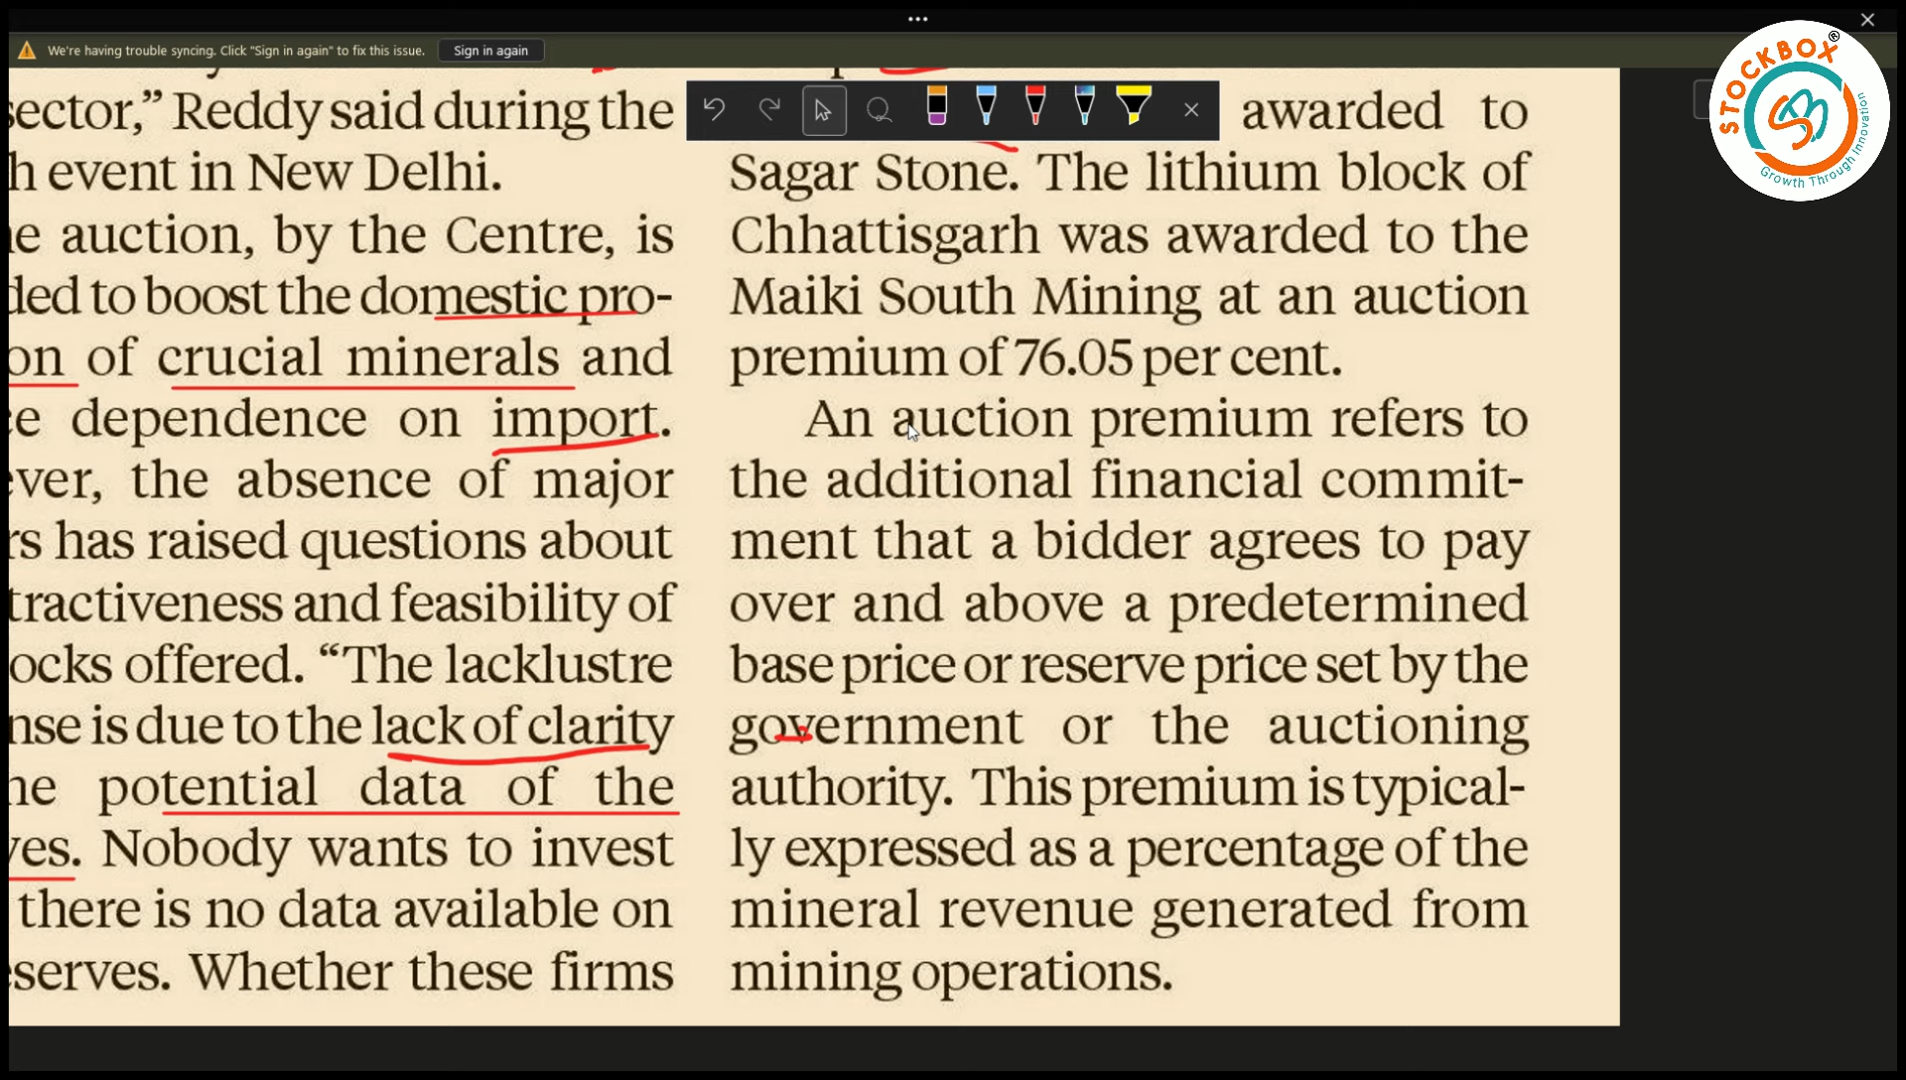 We're having trouble syncing. Click "Sign in again" to fix this issue.
Sign in again
STOCKBOX®
Growth Through Innovation
sector,” Reddy said during the
h event in New Delhi.
auction, by the Centre, is
to boost the domestic pro-
on of crucial minerals and
dependence on import.
ver, the absence of major
rs has raised questions about
tractiveness and feasibility of
ocks offered. “The lacklustre
nse is due to the lack of clarity
potential data of the
ves. Nobody wants to invest
there is no data available on
eserves. Whether these firms
awarded to
Sagar Stone. The lithium block of
Chhattisgarh was awarded to the
Maiki South Mining at an auction
premium of 76.05 per cent.
An auction premium refers to
the additional financial commit-
ment that a bidder agrees to pay
over and above a predetermined
base price or reserve price set by the
government or the auctioning
authority. This premium is typical-
ly expressed as a percentage of the
mineral revenue generated from
mining operations.